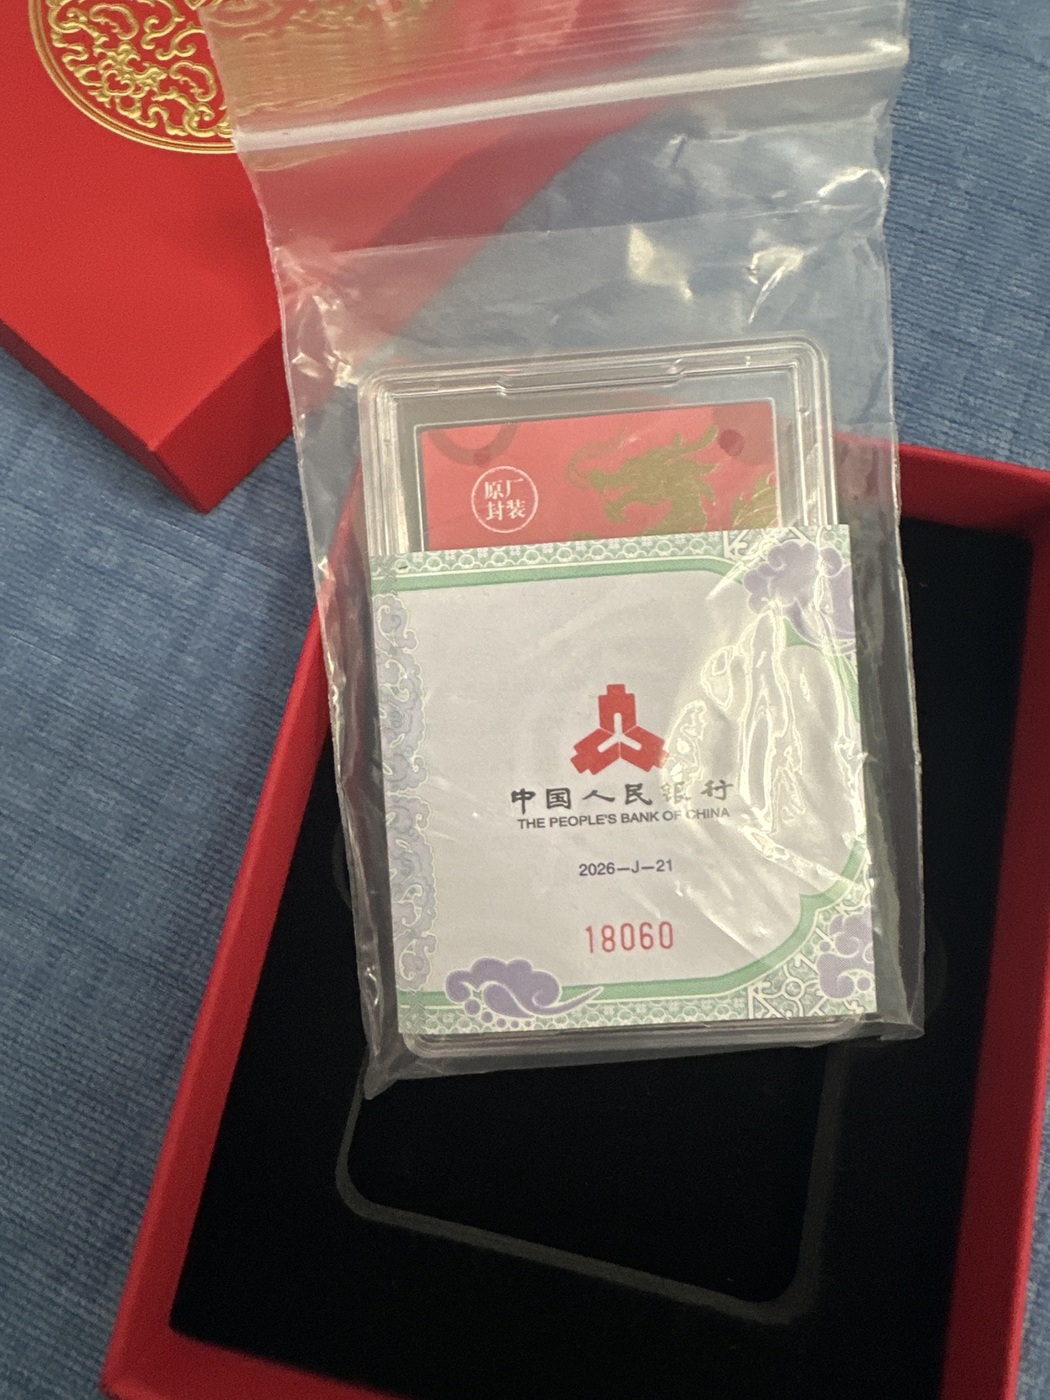 原厂
封装
中国人民银行
THE PEOPLE'S BANK OF CHINA
2026-J-21
18060